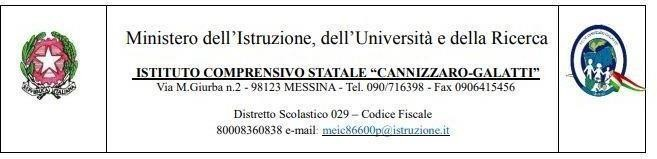 Ministero dell’Istruzione, dell’Università e della Ricerca
ISTITUTO COMPRENSIVO STATALE “CANNIZZARO-GALATTI”
Via M.Giurba n.2 - 98123 MESSINA - Tel. 090/716398 - Fax 0906415456
Distretto Scolastico 029 – Codice Fiscale
80008360838 e-mail: meic86600p@istruzione.it